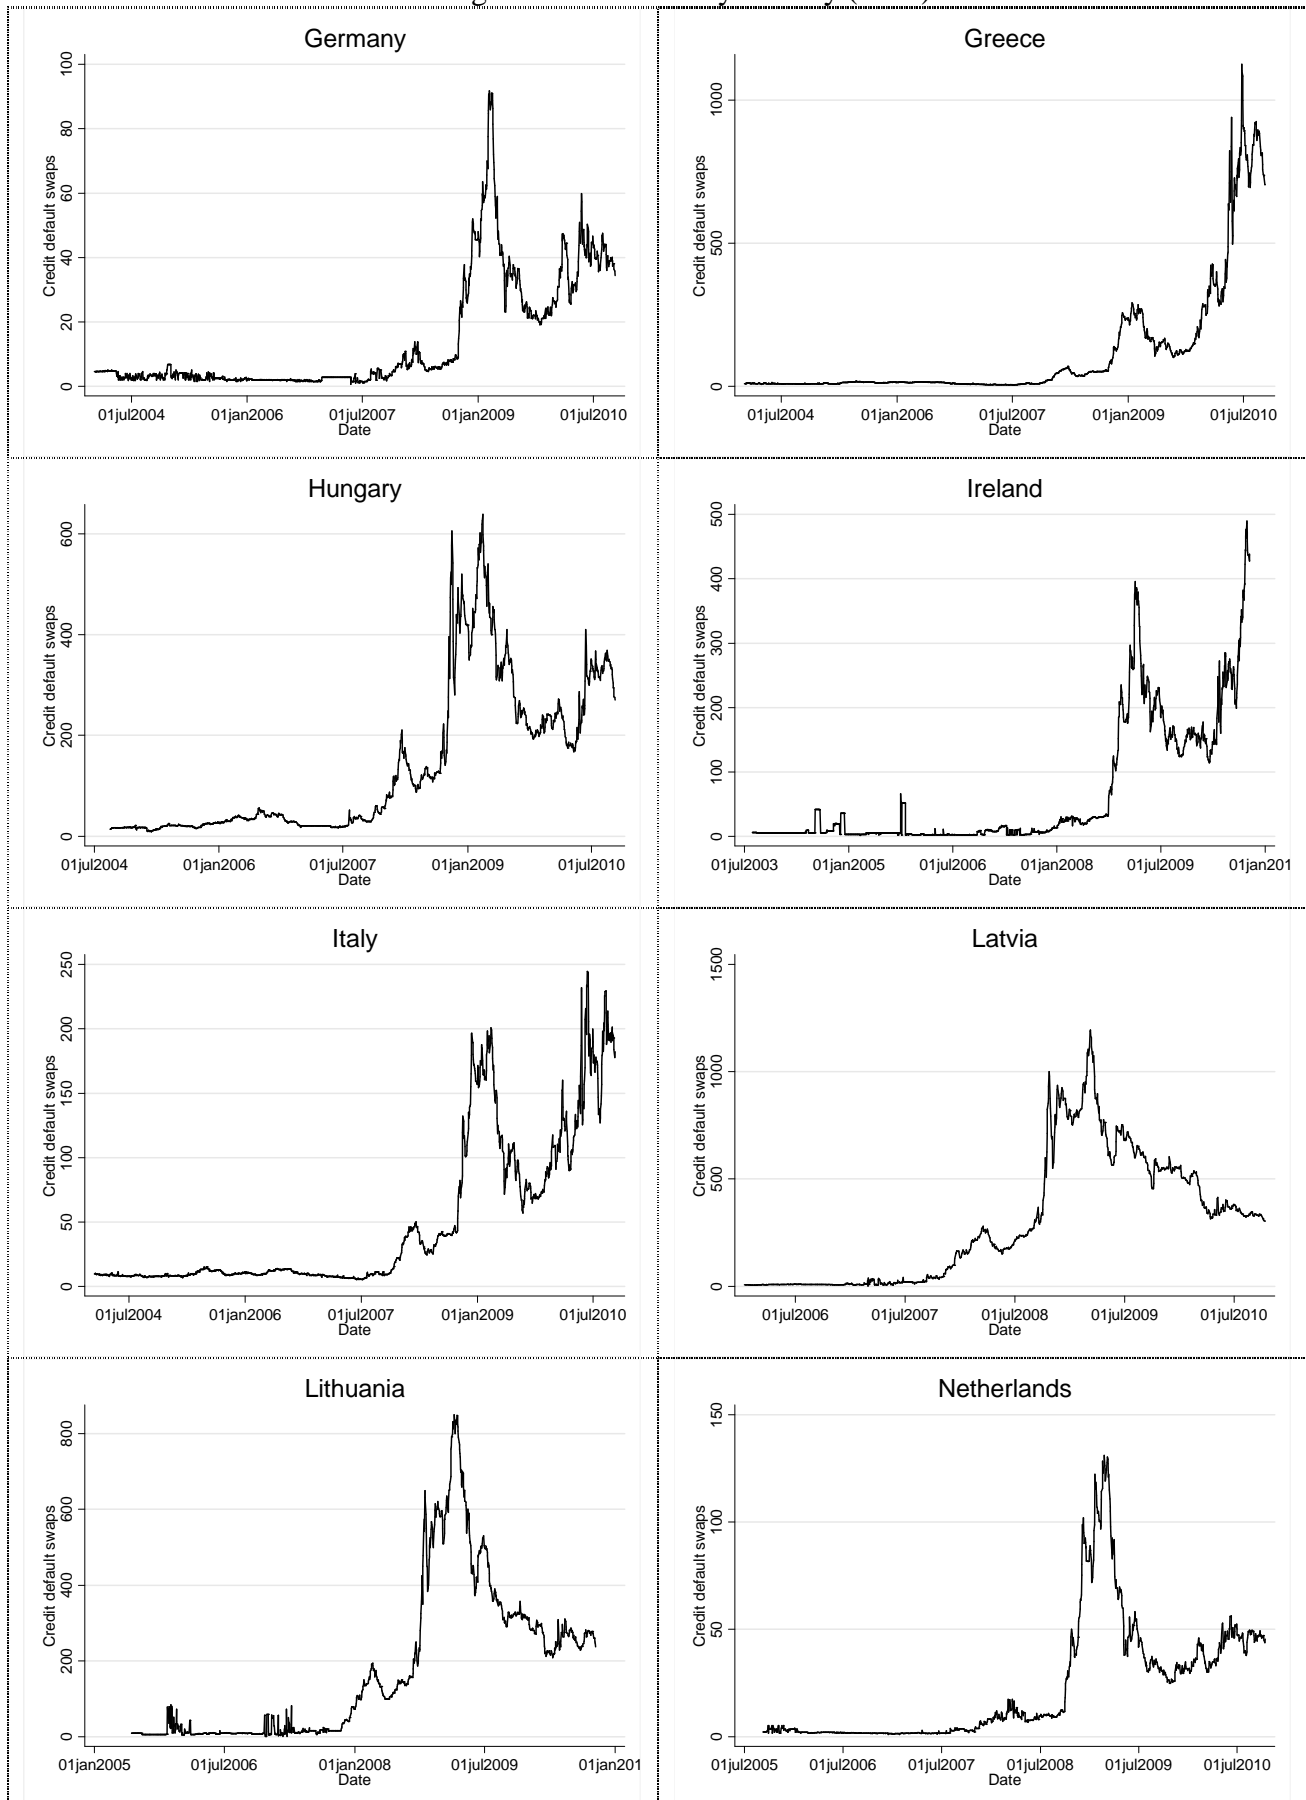 Germany
Credit default swaps
100
80
60
40
20
0
01jul2004 01jan2006 01jul2007 01jan2009 01jul2010
Date
Greece
Credit default swaps
1000
500
0
01jul2004 01jan2006 01jul2007 01jan2009 01jul2010
Date
Hungary
Credit default swaps
600
400
200
0
01jul2004 01jan2006 01jul2007 01jan2009 01jul2010
Date
Ireland
Credit default swaps
500
400
300
200
100
0
01jul2003 01jan2005 01jul2006 01jan2008 01jul2009 01jan201
Date
Italy
Credit default swaps
250
200
150
100
50
0
01jul2004 01jan2006 01jul2007 01jan2009 01jul2010
Date
Latvia
Credit default swaps
1500
1000
500
0
01jul2006 01jul2007 01jul2008 01jul2009 01jul2010
Date
Lithuania
Credit default swaps
800
600
400
200
0
01jan2005 01jul2006 01jan2008 01jul2009 01jan201
Date
Netherlands
Credit default swaps
150
100
50
0
01jul2005 01jul2006 01jul2007 01jul2008 01jul2009 01jul2010
Date